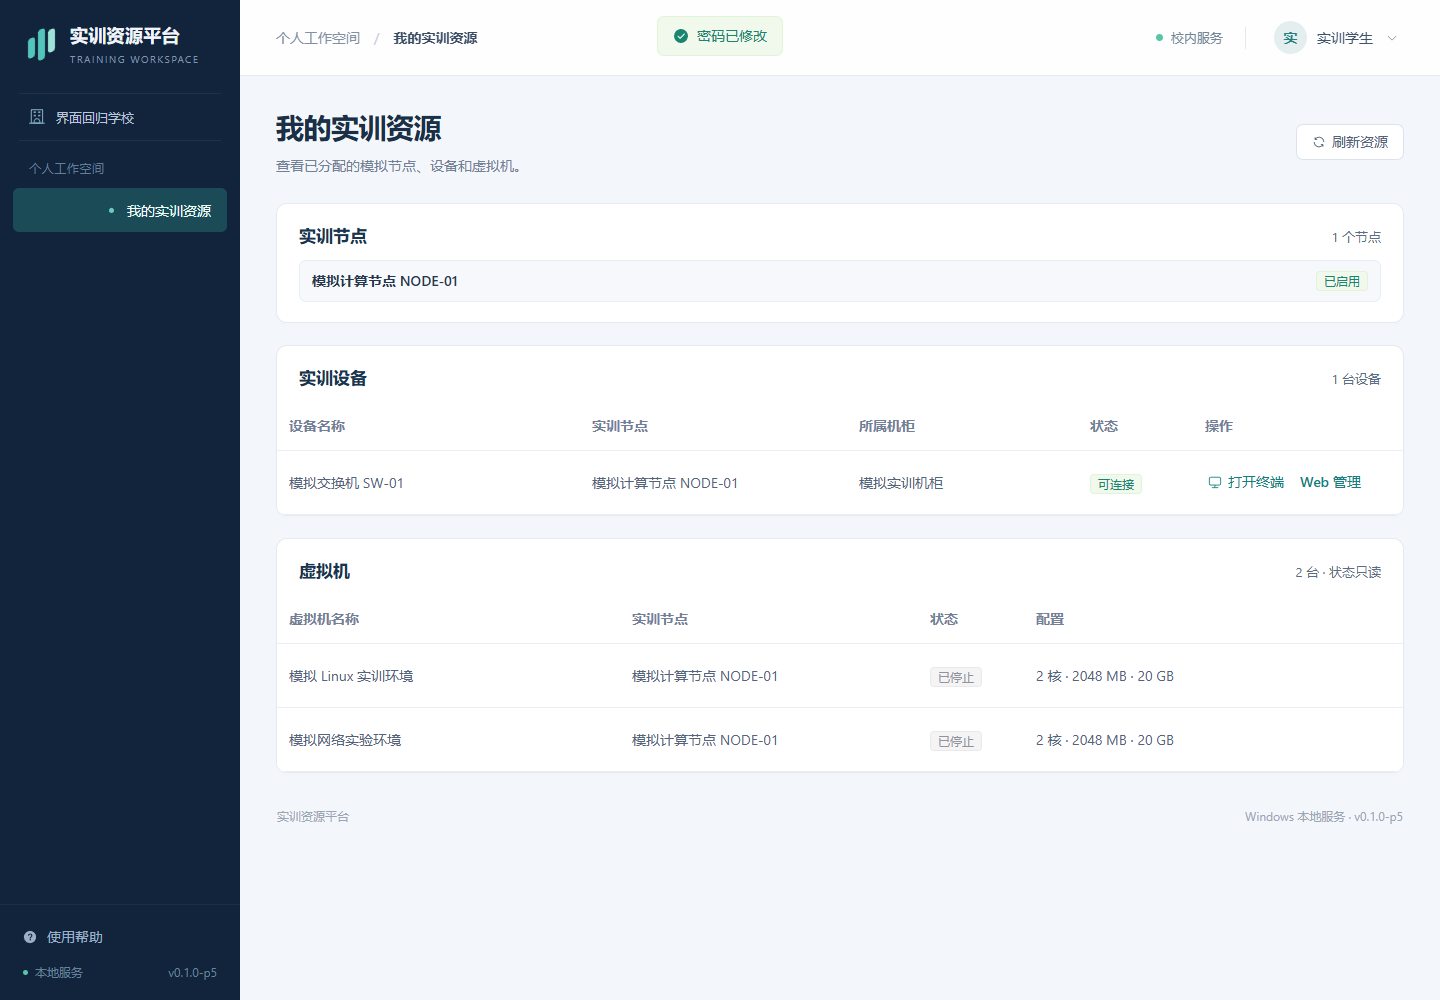 实训资源平台
TRAINING WORKSPACE
界面回归学校
个人工作空间
我的实训资源
使用帮助
本地服务 v0.1.0-p5
个人工作空间 / 我的实训资源
密码已修改
校内服务
实 实训学生
我的实训资源
查看已分配的模拟节点、设备和虚拟机。
刷新资源
实训节点 1 个节点
模拟计算节点 NODE-01 已启用
实训设备 1 台设备
设备名称 实训节点 所属机柜 状态 操作
模拟交换机 SW-01 模拟计算节点 NODE-01 模拟实训机柜 可连接 打开终端 Web 管理
虚拟机 2 台 · 状态只读
虚拟机名称 实训节点 状态 配置
模拟 Linux 实训环境 模拟计算节点 NODE-01 已停止 2 核 · 2048 MB · 20 GB
模拟网络实验环境 模拟计算节点 NODE-01 已停止 2 核 · 2048 MB · 20 GB
实训资源平台 Windows 本地服务 · v0.1.0-p5